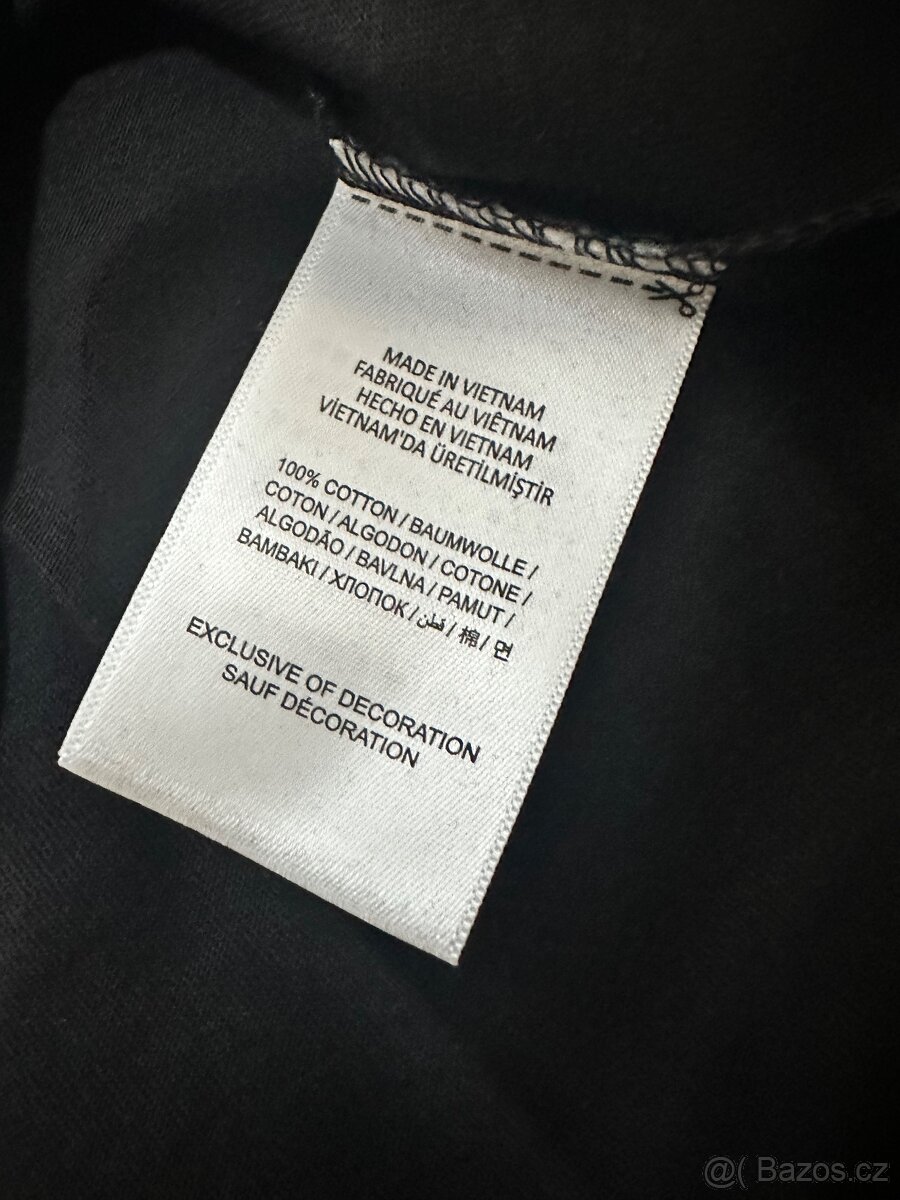 MADE IN VIETNAM
FABRIQUÉ AU VIÊTNAM
HECHO EN VIETNAM
VİETNAM'DA ÜRETİLMİŞTİR
100% COTTON / BAUMWOLLE /
COTON / ALGODON / COTONE /
ALGODÃO / BAVLNA / PAMUT /
BAMBAKI / ХЛОПОК / قطن / 棉 / 면
EXCLUSIVE OF DECORATION
SAUF DÉCORATION
@( Bazos.cz